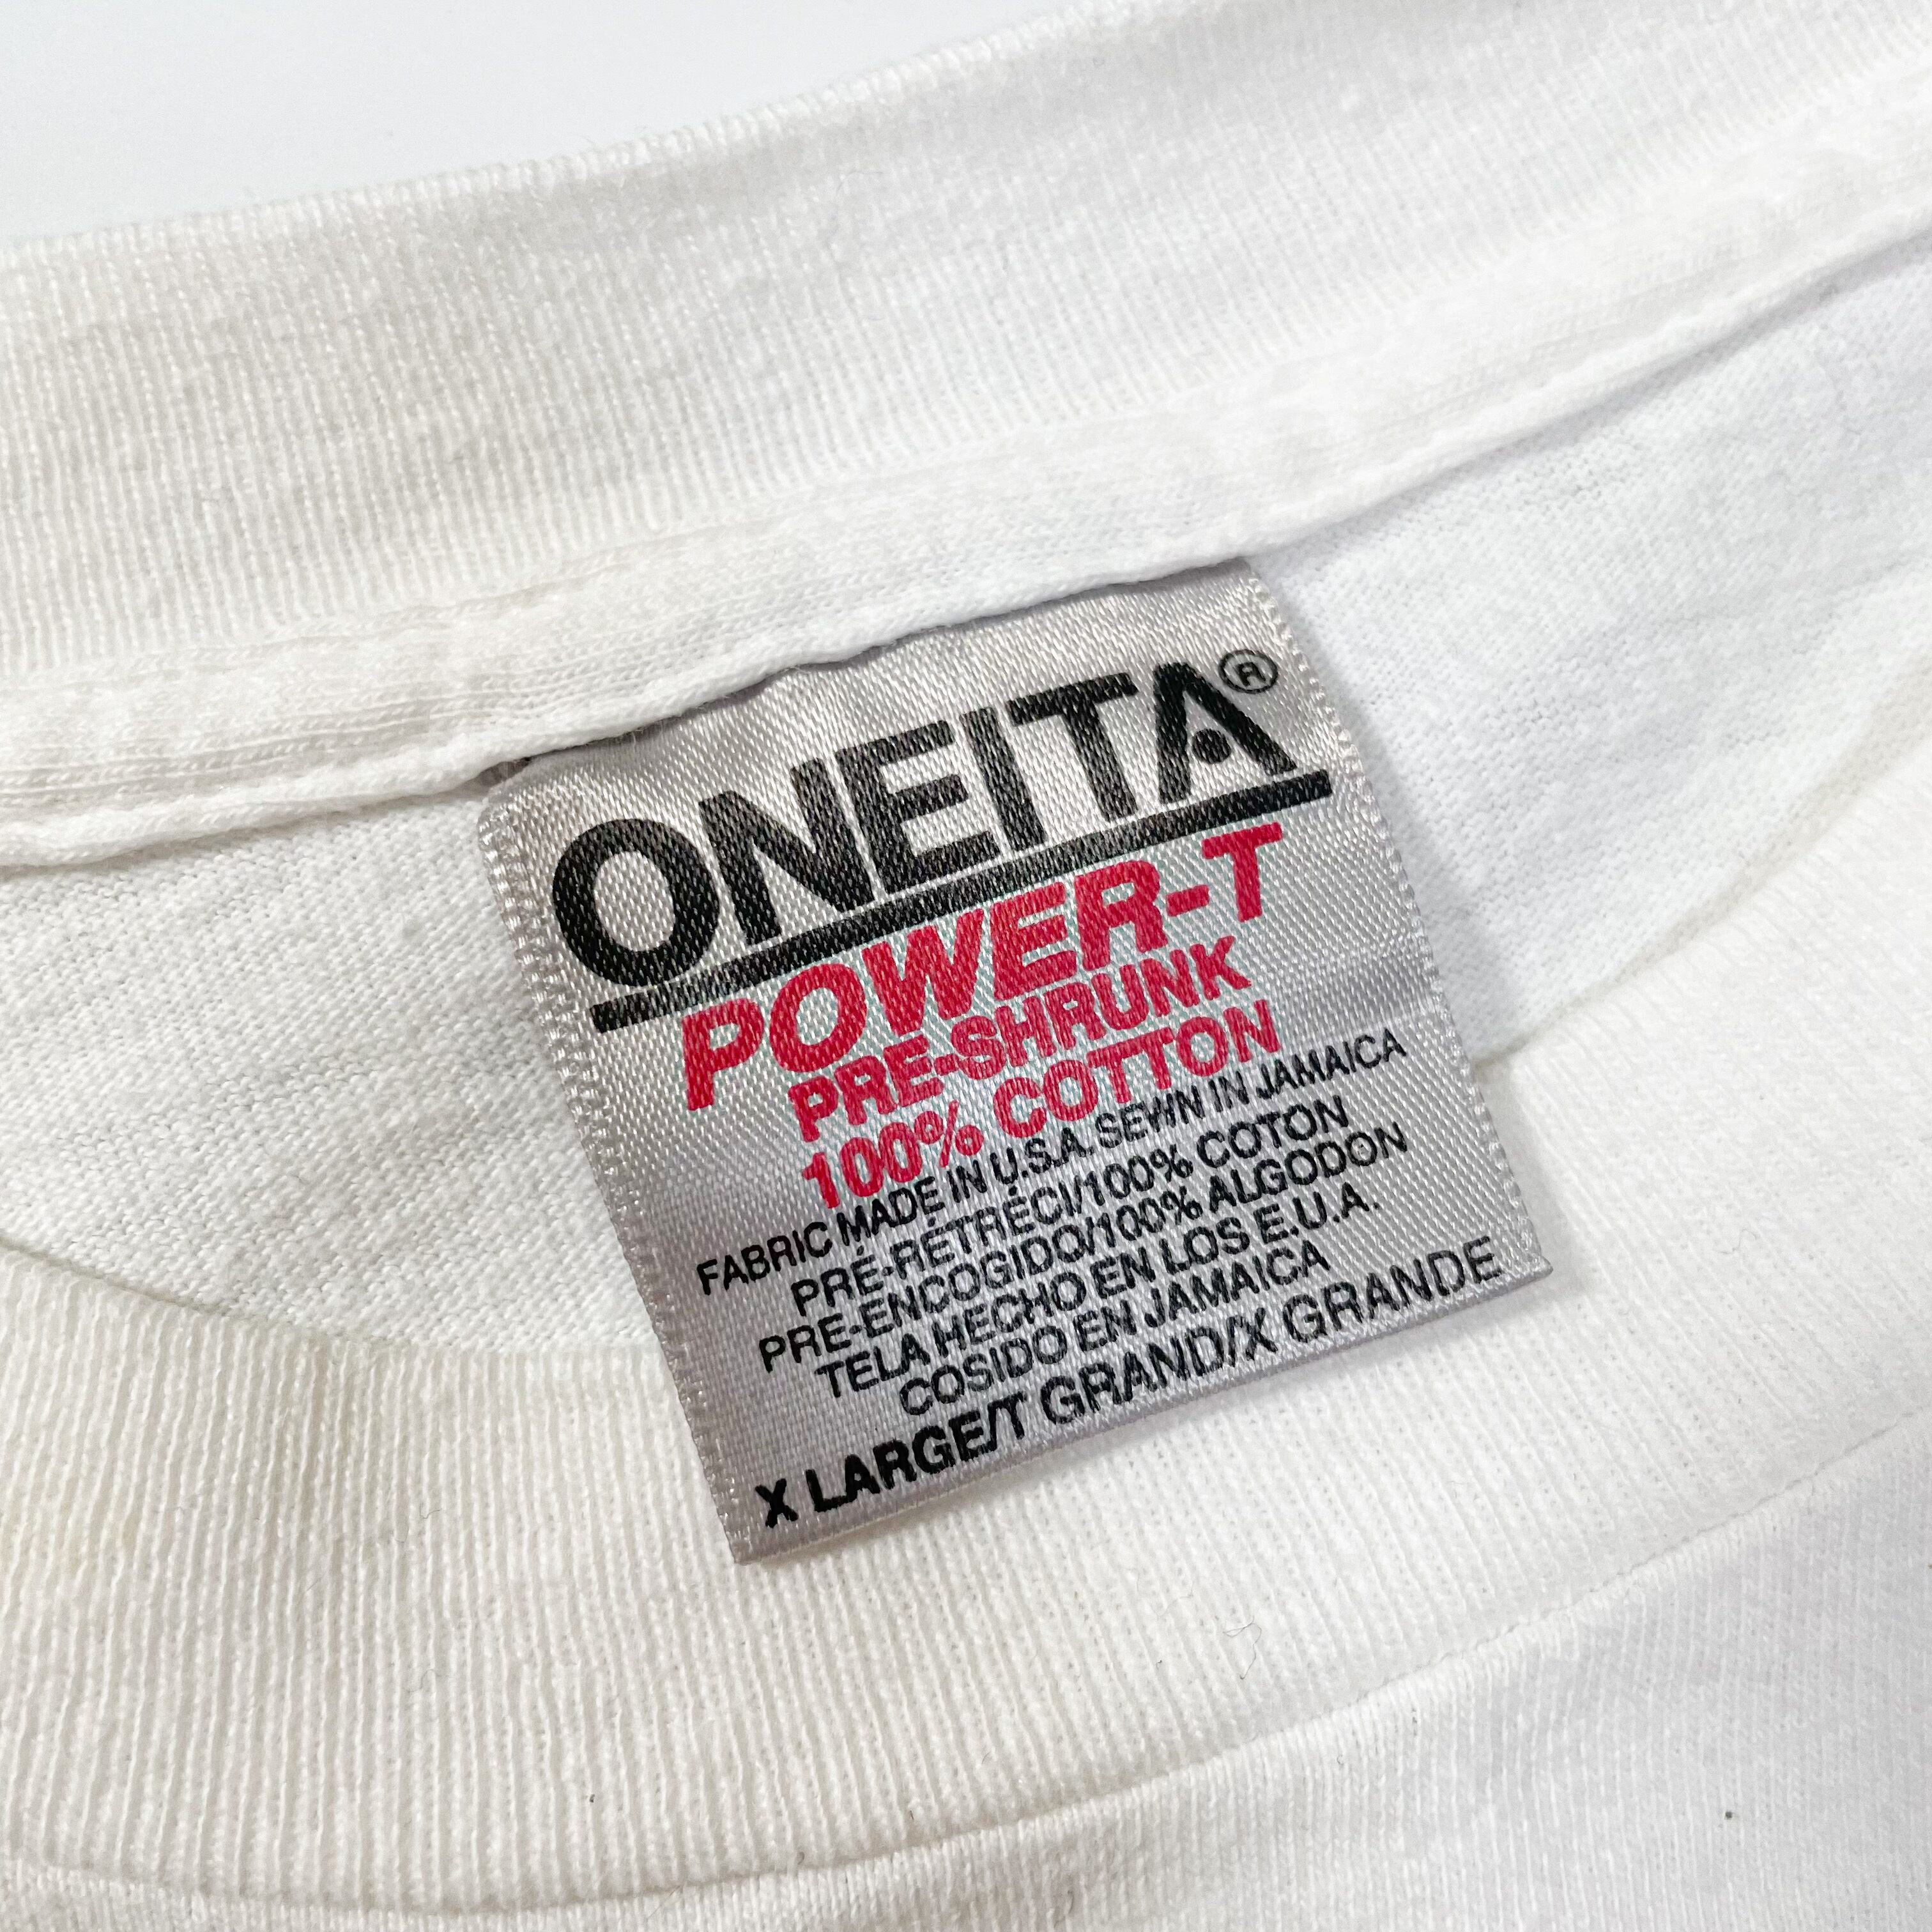 ONEITA®
POWER-T
PRE-SHRUNK
100% COTTON
FABRIC MADE IN U.S.A. SEWN IN JAMAICA
PRÉ-RÉTRÉCI/100% COTON
PRE-ENCOGIDO/100% ALGODON
TELA HECHO EN LOS E.U.A.
COSIDO EN JAMAICA
X LARGE/T GRAND/X GRANDE